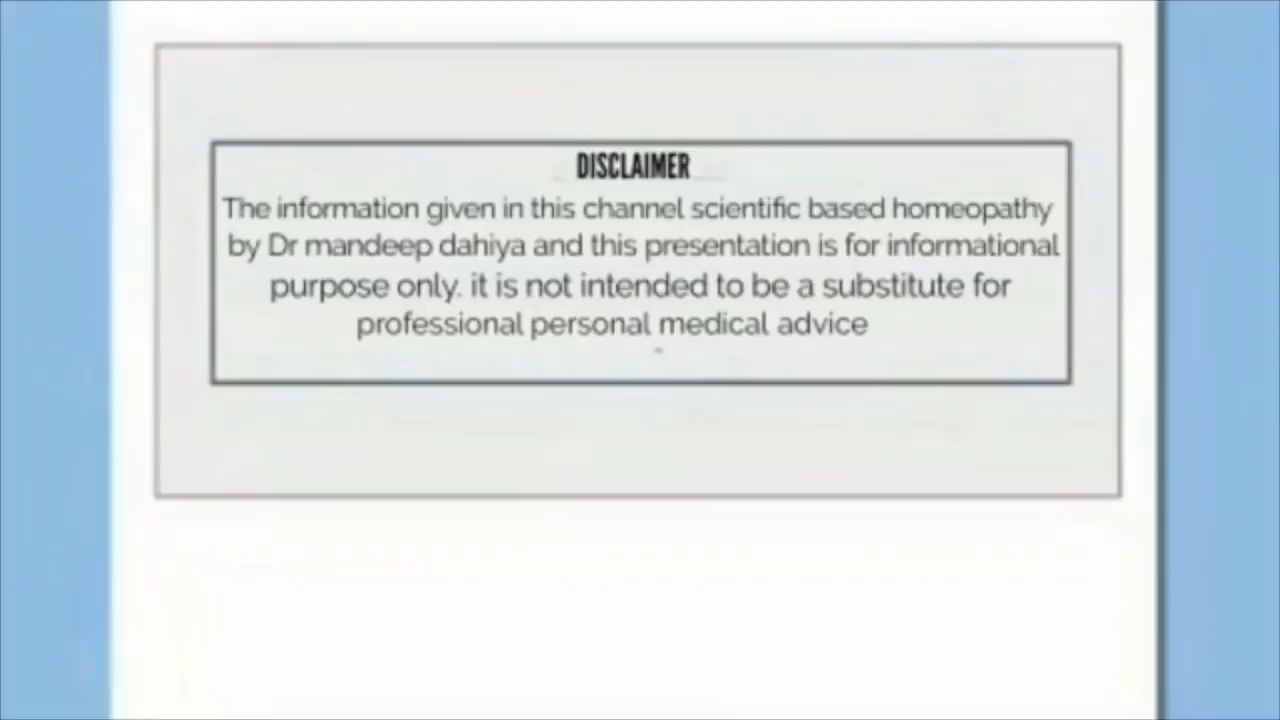 DISCLAIMER
The information given in this channel scientific based homeopathy
by Dr mandeep dahiya and this presentation is for informational
purpose only. it is not intended to be a substitute for
professional personal medical advice